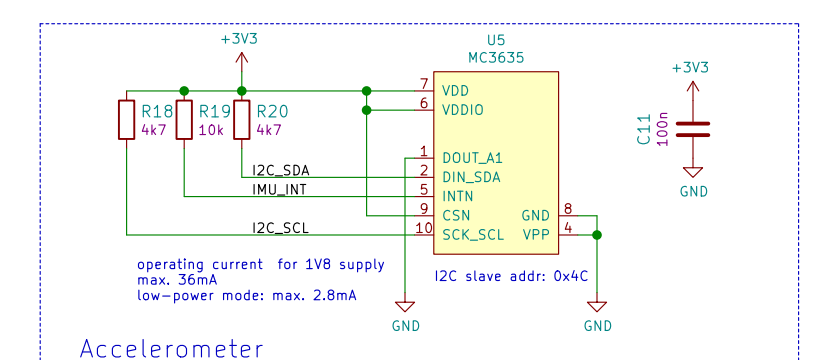 +3V3
U5
MC3635
+3V3
7 VDD
6 VDDIO
R18 R19 R20
4k7 10k 4k7
C11
100n
1 DOUT_A1
I2C_SDA 2 DIN_SDA
IMU_INT 5 INTN
GND
9 CSN GND 8
I2C_SCL 10 SCK_SCL VPP 4
operating current for 1V8 supply
max. 36mA
low-power mode: max. 2.8mA
I2C slave addr: 0x4C
GND GND
Accelerometer